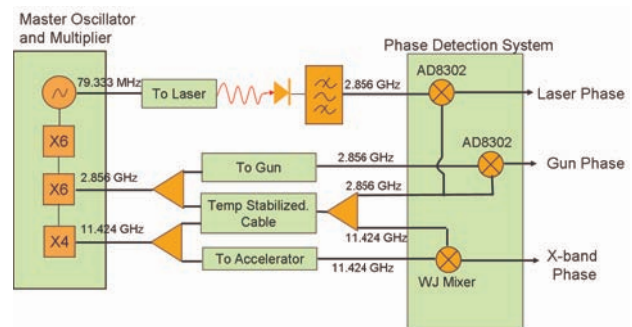 Master Oscillator
and Multiplier
Phase Detection System
79.333 MHz
To Laser
2.856 GHz
AD8302
Laser Phase
X6
AD8302
To Gun
2.856 GHz
Gun Phase
X6
2.856 GHz
Temp Stabilized.
Cable
2.856 GHz
X4
11.424 GHz
11.424 GHz
To Accelerator
11.424 GHz
WJ Mixer
X-band
Phase